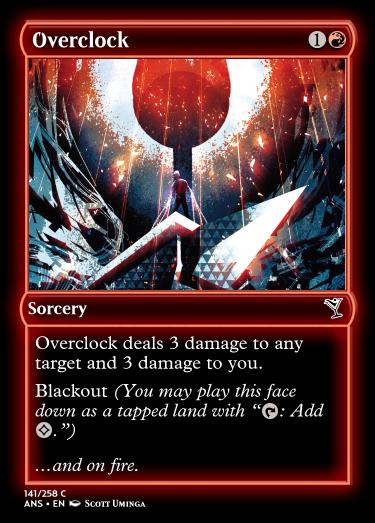 Overclock 1
Sorcery
Overclock deals 3 damage to any
target and 3 damage to you.
Blackout (You may play this face
down as a tapped land with “: Add
.”)
…and on fire.
141/258 C
ANS • EN Scott Uminga